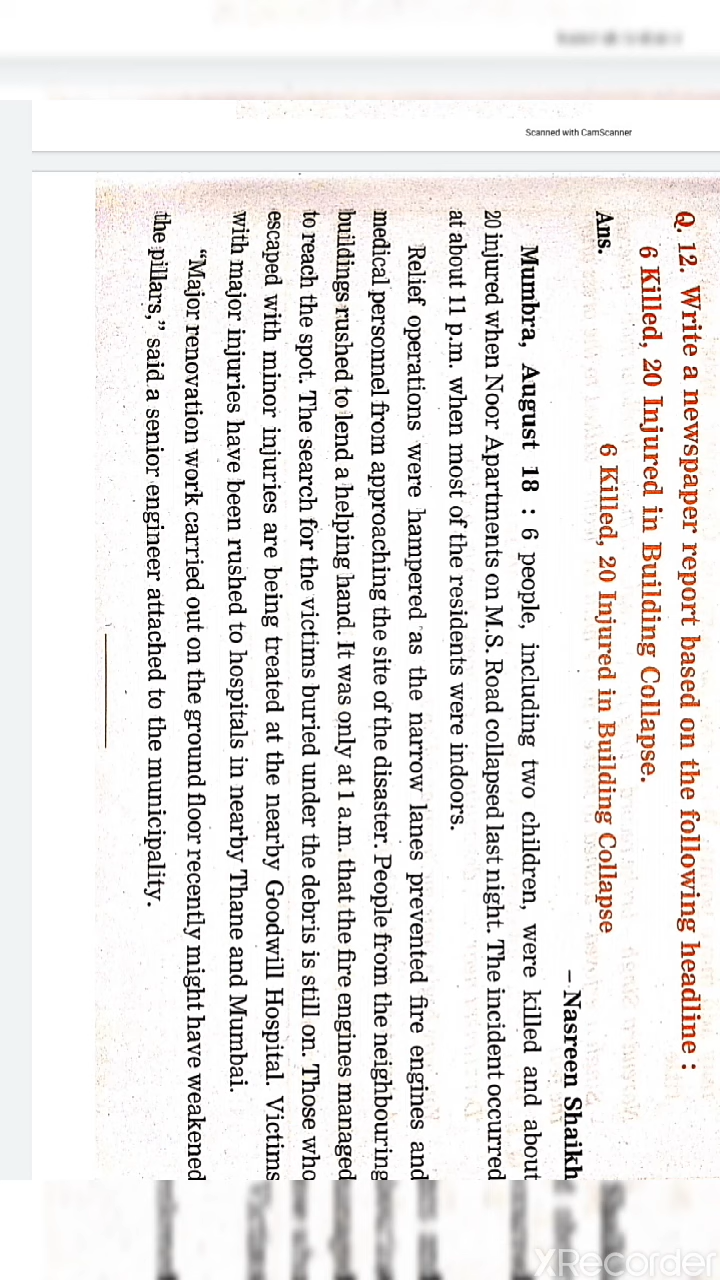 Scanned with CamScanner
Q. 12. Write a newspaper report based on the following headline :
6 Killed, 20 Injured in Building Collapse.
Ans.
6 Killed, 20 Injured in Building Collapse
– Nasreen Shaikh
Mumbra, August 18 : 6 people, including two children, were killed and about
20 injured when Noor Apartments on M.S. Road collapsed last night. The incident occurred
at about 11 p.m. when most of the residents were indoors.
Relief operations were hampered as the narrow lanes prevented fire engines and
medical personnel from approaching the site of the disaster. People from the neighbouring
buildings rushed to lend a helping hand. It was only at 1 a.m. that the fire engines managed
to reach the spot. The search for the victims buried under the debris is still on. Those who
escaped with minor injuries are being treated at the nearby Goodwill Hospital. Victims
with major injuries have been rushed to hospitals in nearby Thane and Mumbai.
“Major renovation work carried out on the ground floor recently might have weakened
the pillars,” said a senior engineer attached to the municipality.
XRecorder